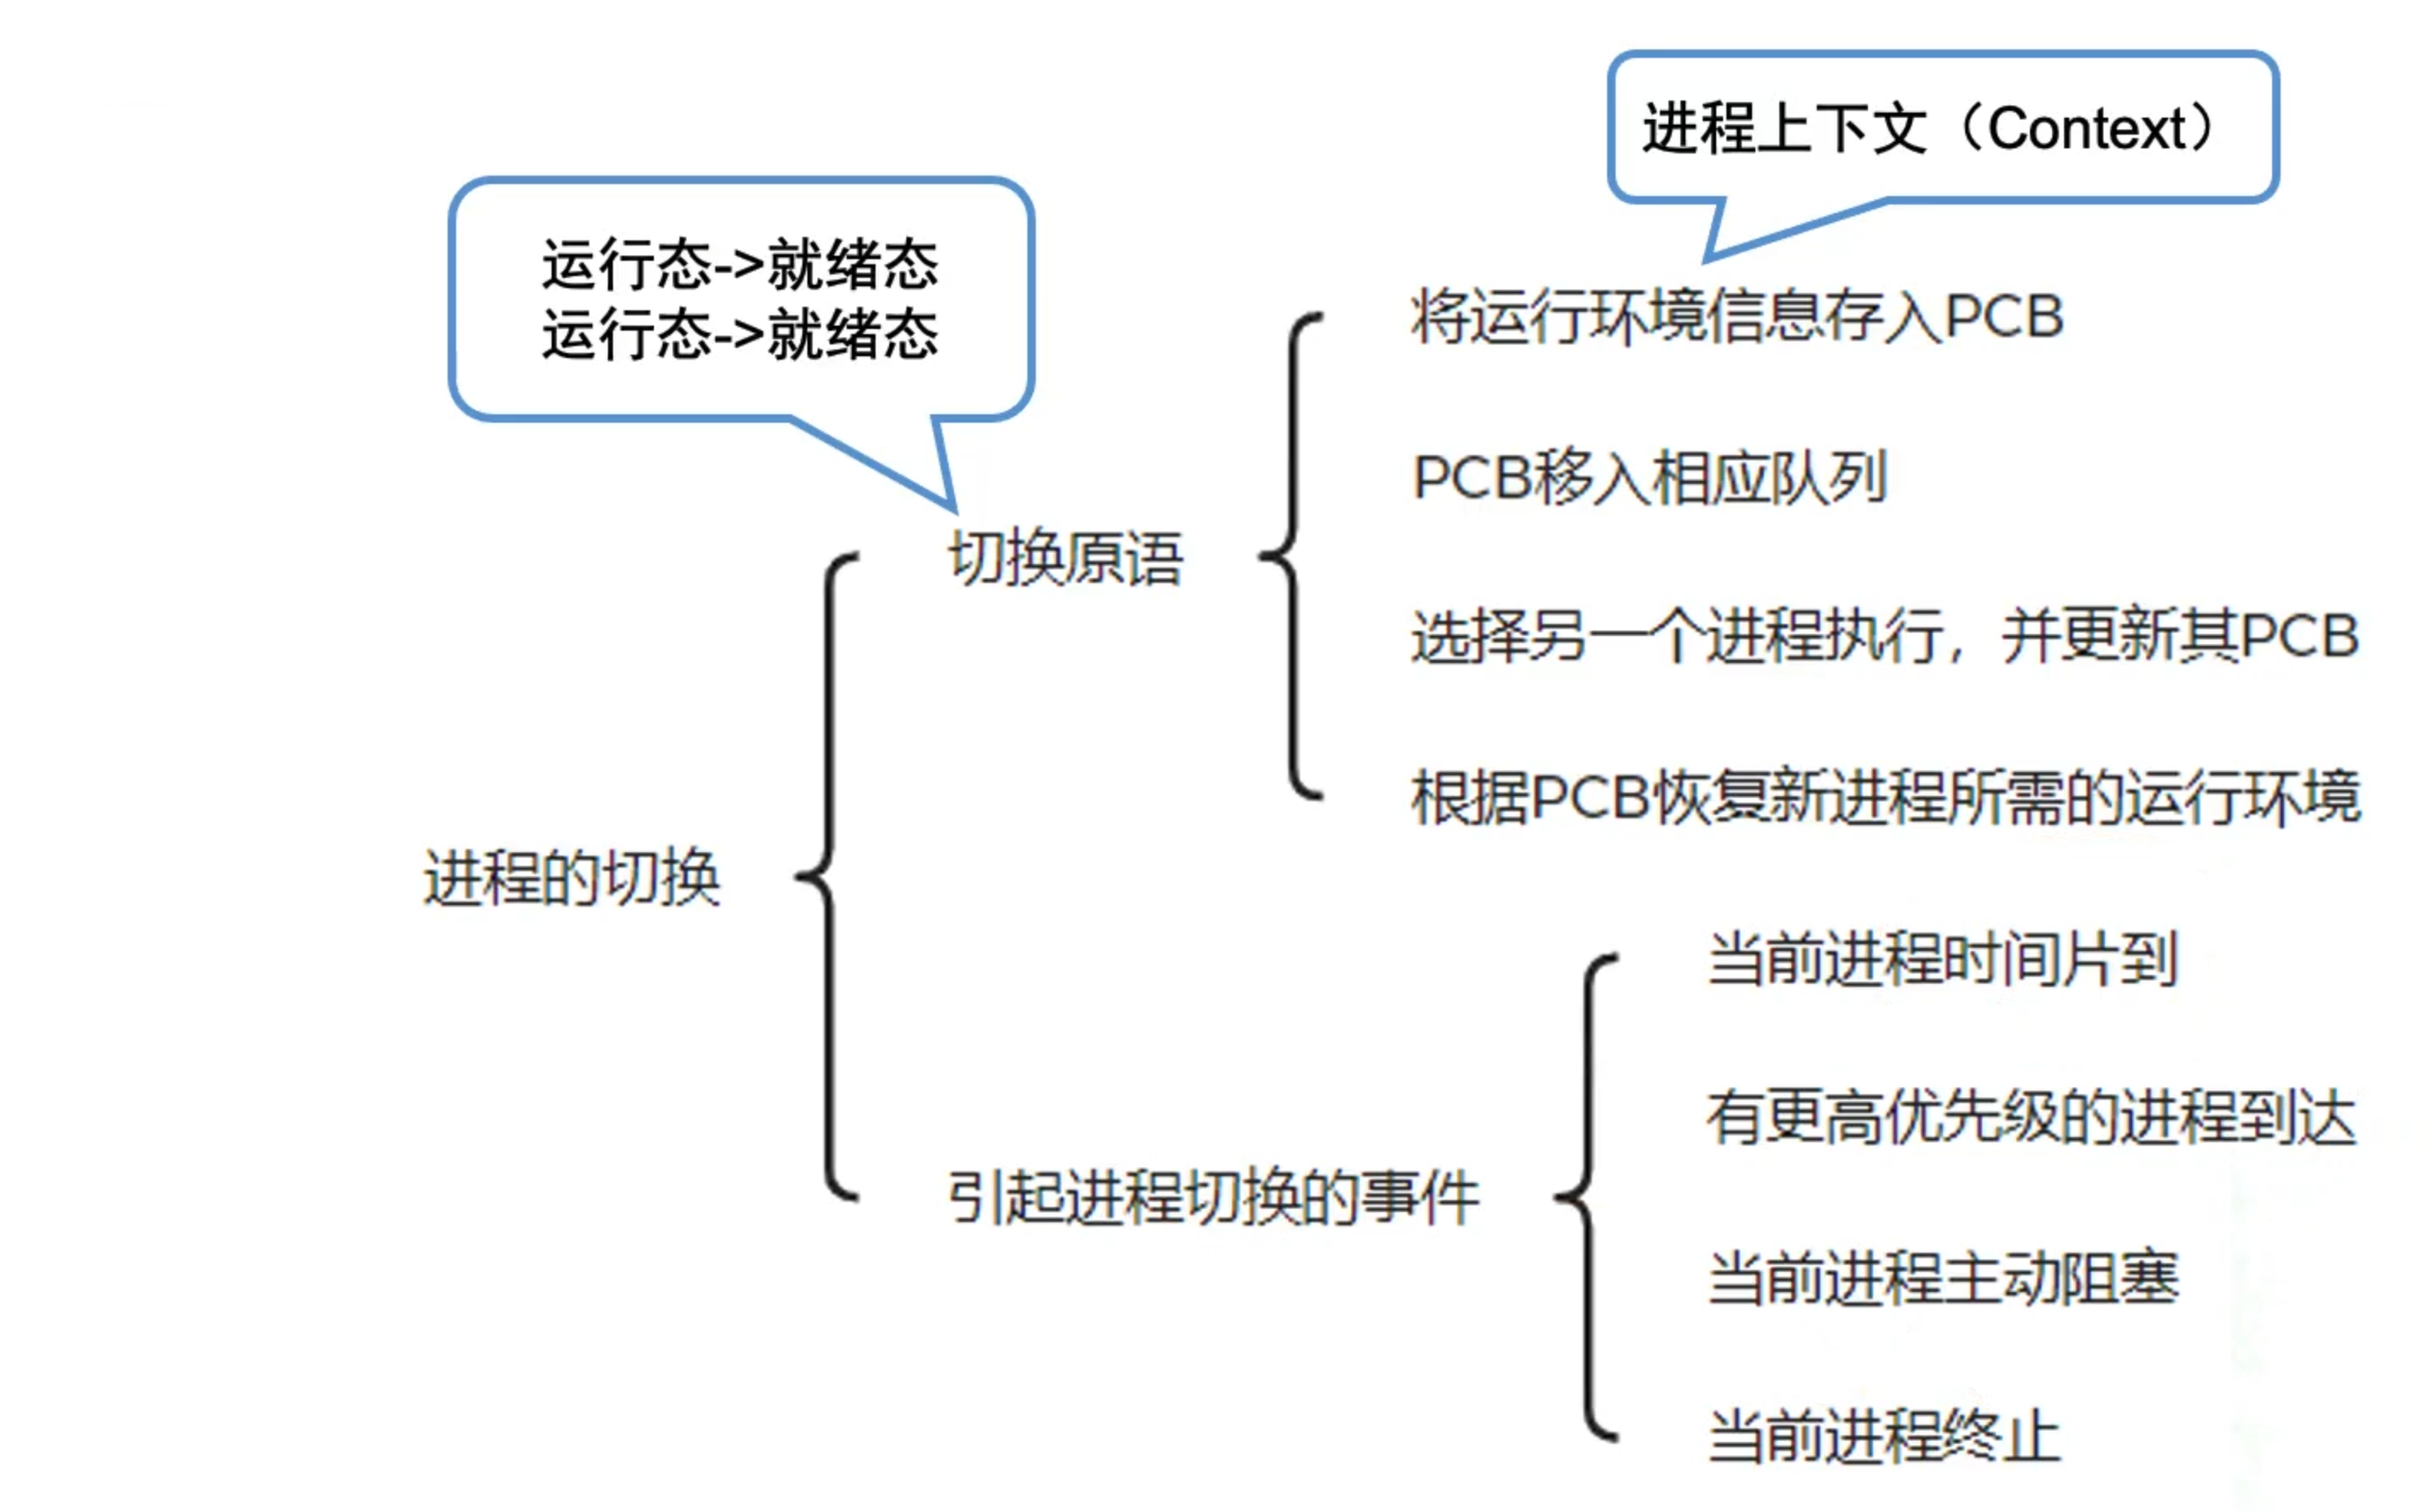 进程上下文（Context）
运行态->就绪态
运行态->就绪态
将运行环境信息存入PCB
PCB移入相应队列
切换原语
选择另一个进程执行，并更新其PCB
根据PCB恢复新进程所需的运行环境
进程的切换
当前进程时间片到
有更高优先级的进程到达
引起进程切换的事件
当前进程主动阻塞
当前进程终止